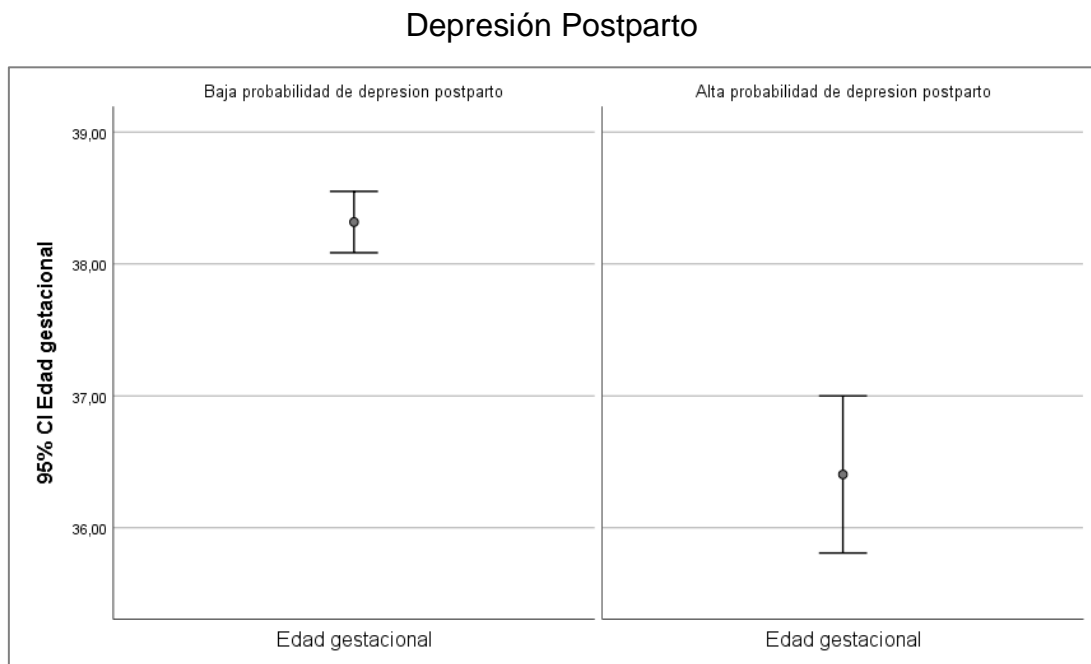 Depresión Postparto
Baja probabilidad de depresion postparto
Alta probabilidad de depresion postparto
95% CI Edad gestacional
39,00
38,00
37,00
36,00
Edad gestacional
Edad gestacional